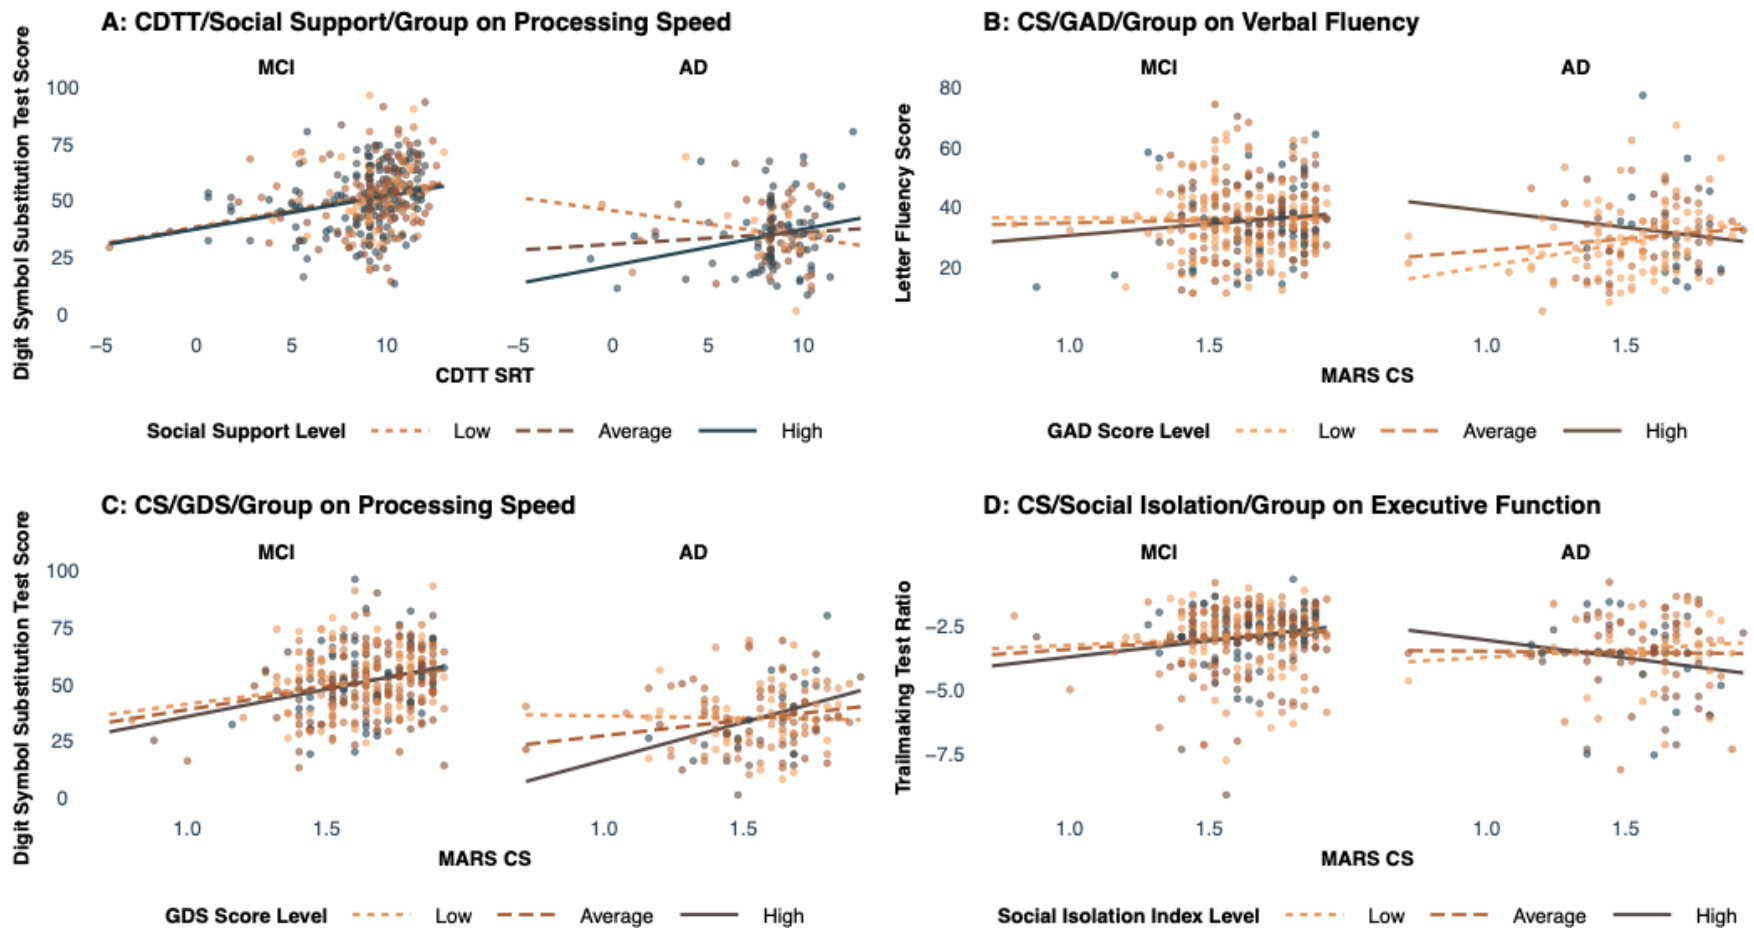 A: CDTT/Social Support/Group on Processing Speed
MCI
AD
Digit Symbol Substitution Test Score
100
75
50
25
0
−5
0
5
10
−5
0
5
10
CDTT SRT
Social Support Level
Low
Average
High
B: CS/GAD/Group on Verbal Fluency
MCI
AD
Letter Fluency Score
80
60
40
20
1.0
1.5
1.0
1.5
MARS CS
GAD Score Level
Low
Average
High
C: CS/GDS/Group on Processing Speed
MCI
AD
Digit Symbol Substitution Test Score
100
75
50
25
0
1.0
1.5
1.0
1.5
MARS CS
GDS Score Level
Low
Average
High
D: CS/Social Isolation/Group on Executive Function
MCI
AD
Trailmaking Test Ratio
−2.5
−5.0
−7.5
1.0
1.5
1.0
1.5
MARS CS
Social Isolation Index Level
Low
Average
High